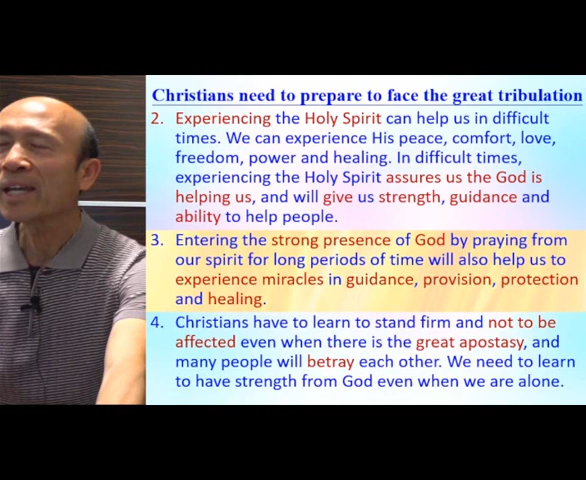 Christians need to prepare to face the great tribulation
2. Experiencing the Holy Spirit can help us in difficult
times. We can experience His peace, comfort, love,
freedom, power and healing. In difficult times,
experiencing the Holy Spirit assures us the God is
helping us, and will give us strength, guidance and
ability to help people.
3. Entering the strong presence of God by praying from
our spirit for long periods of time will also help us to
experience miracles in guidance, provision, protection
and healing.
4. Christians have to learn to stand firm and not to be
affected even when there is the great apostasy, and
many people will betray each other. We need to learn
to have strength from God even when we are alone.